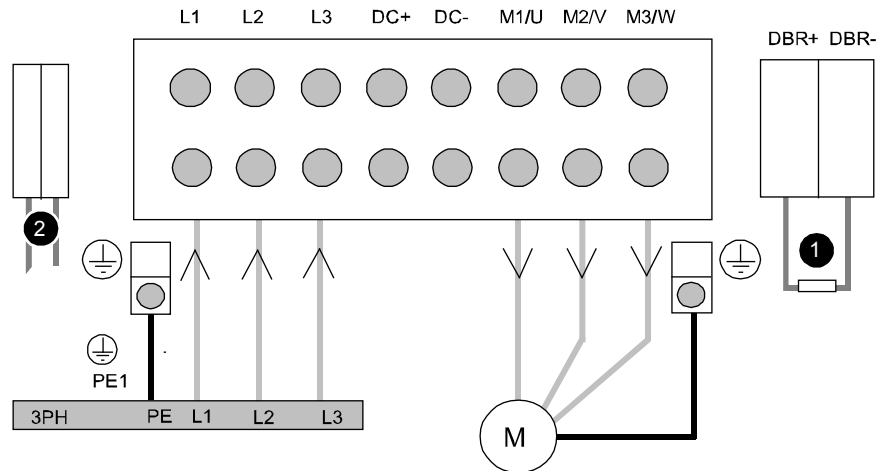 L1 L2 L3 DC+ DC- M1/U M2/V M3/W
DBR+ DBR-
2
1
PE1
3PH PE L1 L2 L3
M